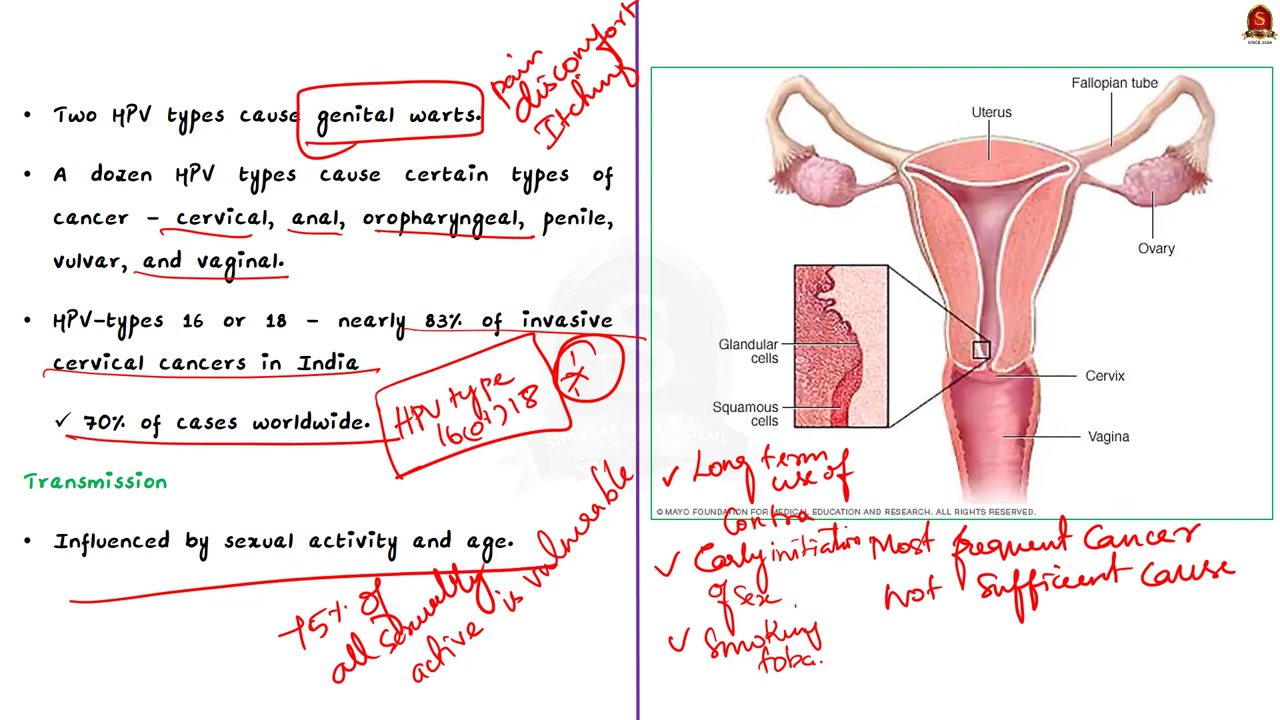 • Two HPV types cause genital warts.
pain
discomfort
Itching
• A dozen HPV types cause certain types of
cancer – cervical, anal, oropharyngeal, penile,
vulvar, and vaginal.
• HPV-types 16 or 18 – nearly 83% of invasive
cervical cancers in India
✓ 70% of cases worldwide.
HPV type
16 (or) 18
Transmission
• Influenced by sexual activity and age.
75% of
all sexually
active is vulnerable
S
SINCE 2004
Fallopian tube
Uterus
Ovary
Glandular
cells
Squamous
cells
Cervix
Vagina
SHANKAR IAS ACADEMY
© MAYO FOUNDATION FOR MEDICAL EDUCATION AND RESEARCH. ALL RIGHTS RESERVED.
✓ Long term
use of
Contra
✓ Early initiation
of sex
✓ Smoking
toba.
Most frequent Cancer
not sufficient cause